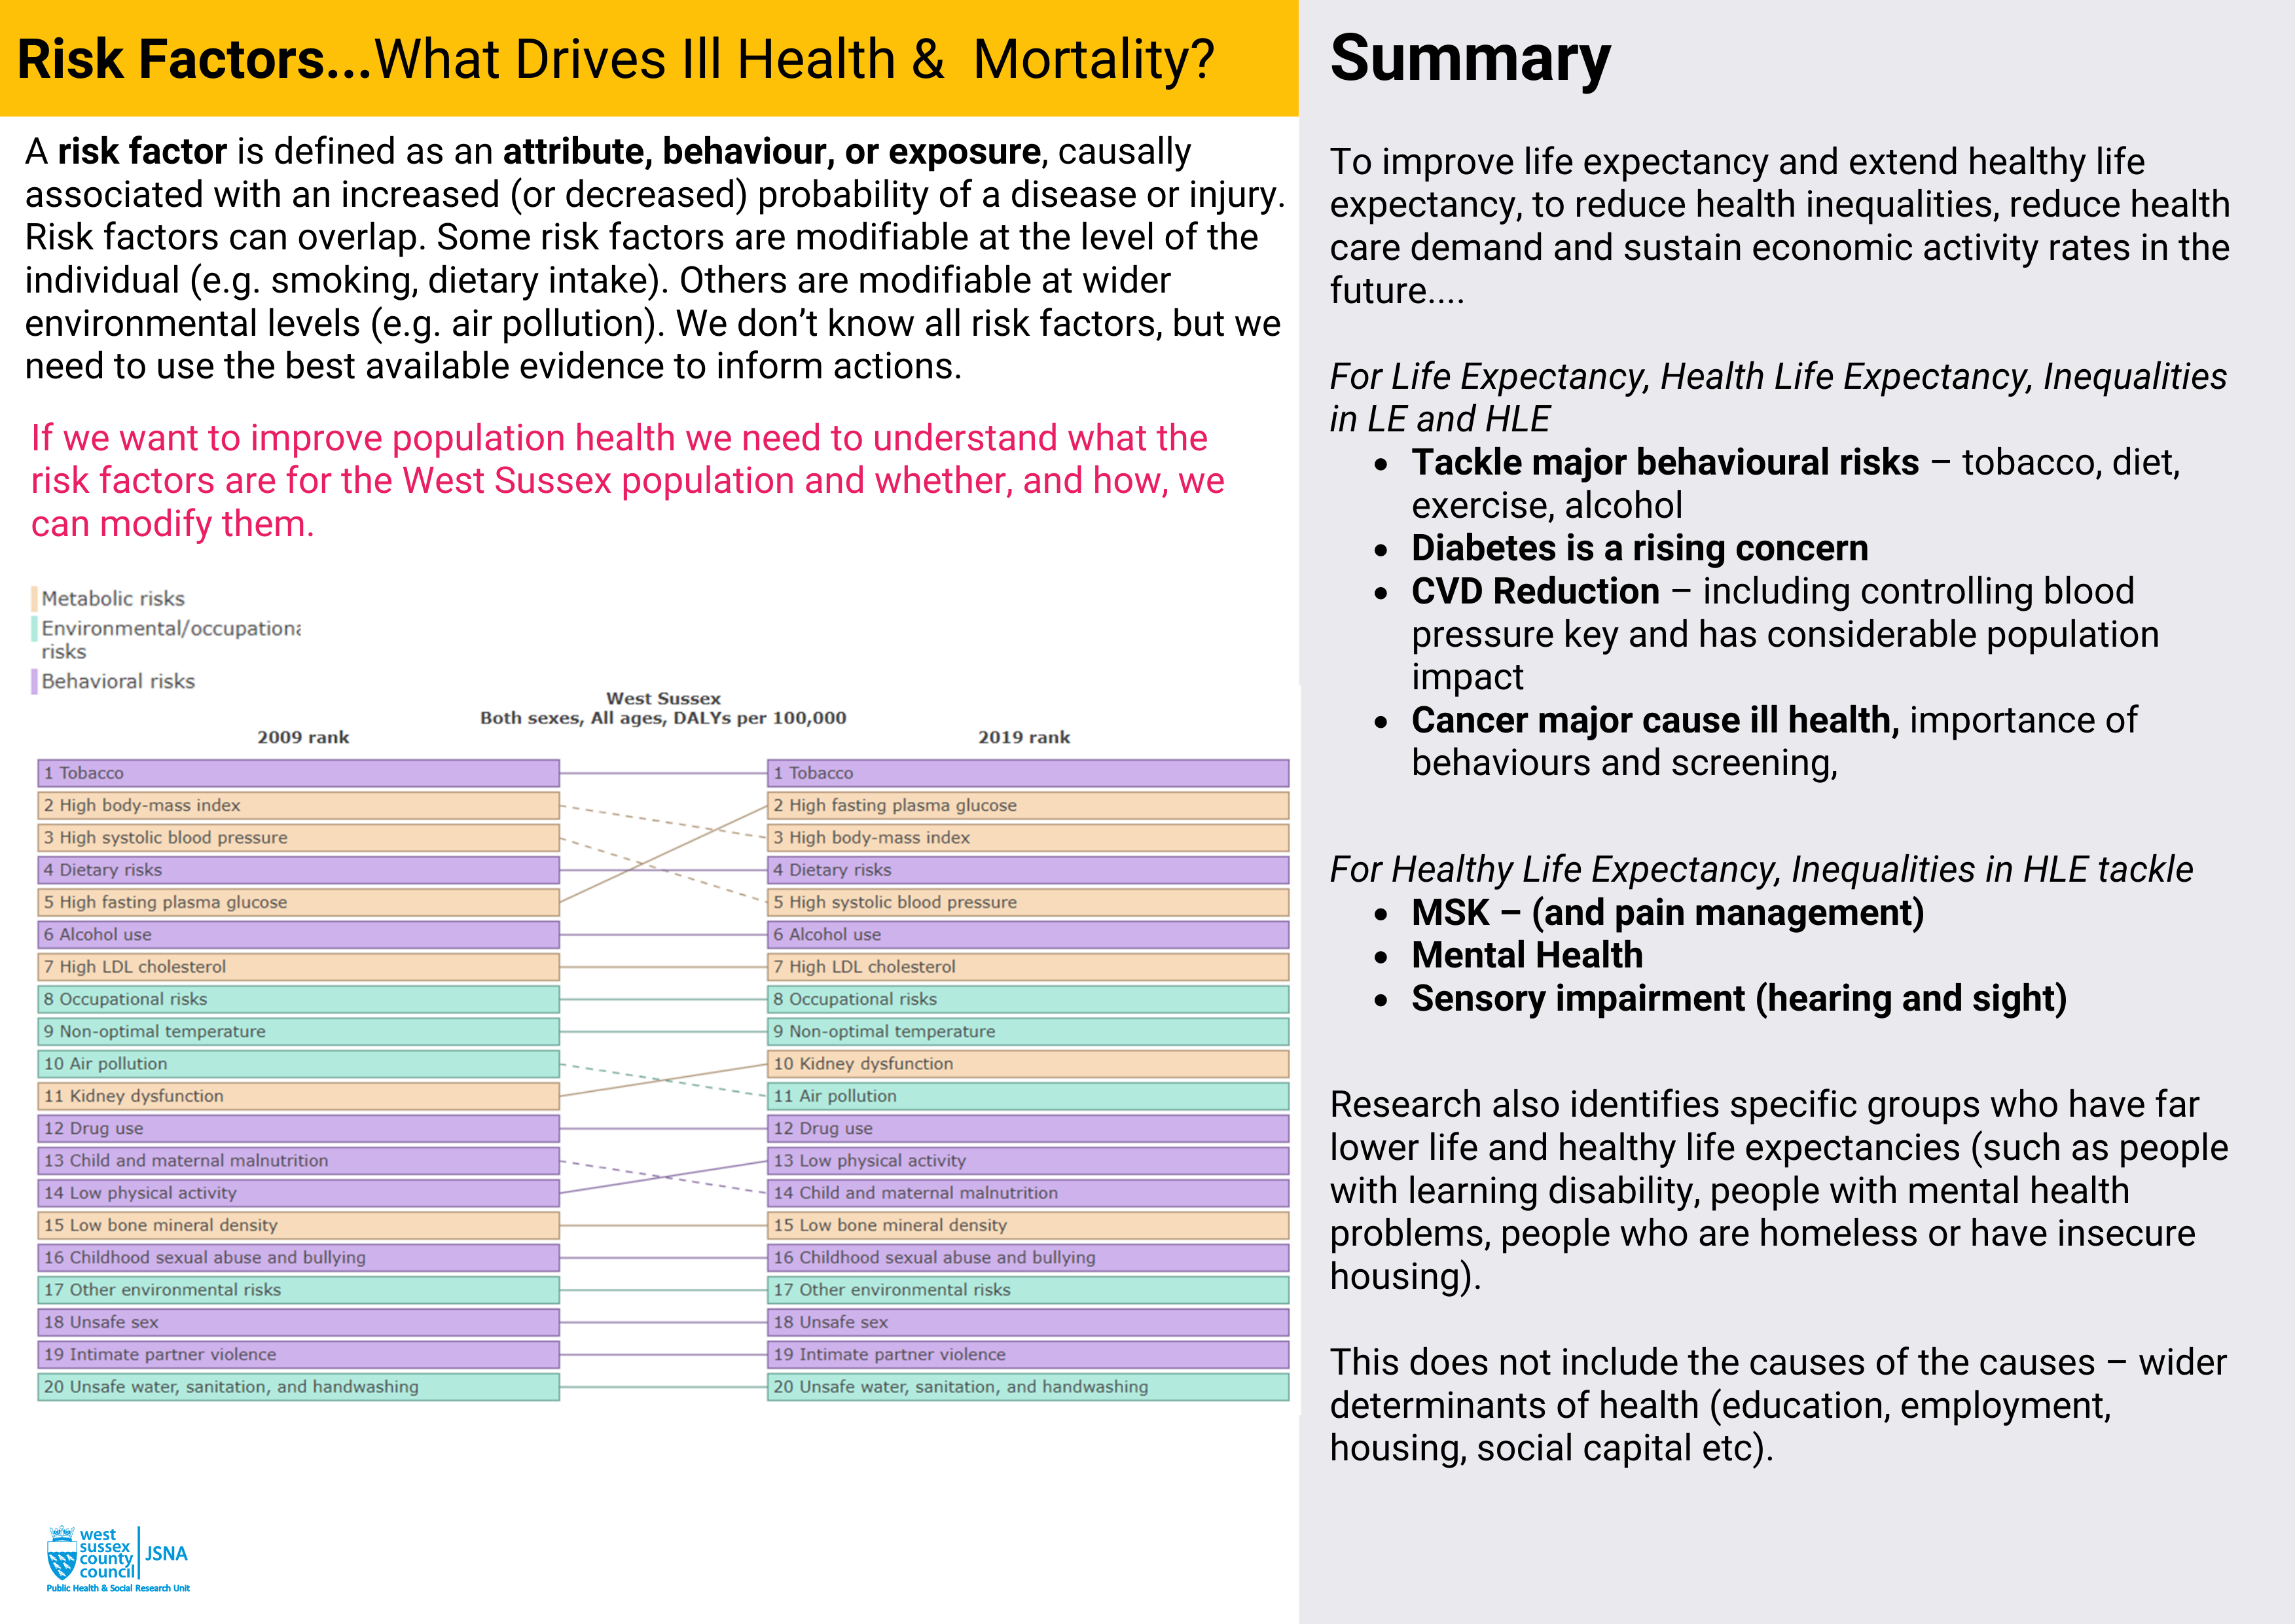 Risk Factors...What Drives Ill Health & Mortality?
A risk factor is defined as an attribute, behaviour, or exposure, causally
associated with an increased (or decreased) probability of a disease or injury.
Risk factors can overlap. Some risk factors are modifiable at the level of the
individual (e.g. smoking, dietary intake). Others are modifiable at wider
environmental levels (e.g. air pollution). We don’t know all risk factors, but we
need to use the best available evidence to inform actions.
If we want to improve population health we need to understand what the
risk factors are for the West Sussex population and whether, and how, we
can modify them.
Metabolic risks
Environmental/occupationa
risks
Behavioral risks
West Sussex
Both sexes, All ages, DALYs per 100,000
2009 rank
2019 rank
1 Tobacco
2 High body-mass index
3 High systolic blood pressure
4 Dietary risks
5 High fasting plasma glucose
6 Alcohol use
7 High LDL cholesterol
8 Occupational risks
9 Non-optimal temperature
10 Air pollution
11 Kidney dysfunction
12 Drug use
13 Child and maternal malnutrition
14 Low physical activity
15 Low bone mineral density
16 Childhood sexual abuse and bullying
17 Other environmental risks
18 Unsafe sex
19 Intimate partner violence
20 Unsafe water, sanitation, and handwashing
1 Tobacco
2 High fasting plasma glucose
3 High body-mass index
4 Dietary risks
5 High systolic blood pressure
6 Alcohol use
7 High LDL cholesterol
8 Occupational risks
9 Non-optimal temperature
10 Kidney dysfunction
11 Air pollution
12 Drug use
13 Low physical activity
14 Child and maternal malnutrition
15 Low bone mineral density
16 Childhood sexual abuse and bullying
17 Other environmental risks
18 Unsafe sex
19 Intimate partner violence
20 Unsafe water, sanitation, and handwashing
west
sussex
county
council
JSNA
Public Health & Social Research Unit
Summary
To improve life expectancy and extend healthy life
expectancy, to reduce health inequalities, reduce health
care demand and sustain economic activity rates in the
future....
For Life Expectancy, Health Life Expectancy, Inequalities
in LE and HLE
• Tackle major behavioural risks – tobacco, diet,
exercise, alcohol
• Diabetes is a rising concern
• CVD Reduction – including controlling blood
pressure key and has considerable population
impact
• Cancer major cause ill health, importance of
behaviours and screening,
For Healthy Life Expectancy, Inequalities in HLE tackle
• MSK – (and pain management)
• Mental Health
• Sensory impairment (hearing and sight)
Research also identifies specific groups who have far
lower life and healthy life expectancies (such as people
with learning disability, people with mental health
problems, people who are homeless or have insecure
housing).
This does not include the causes of the causes – wider
determinants of health (education, employment,
housing, social capital etc).